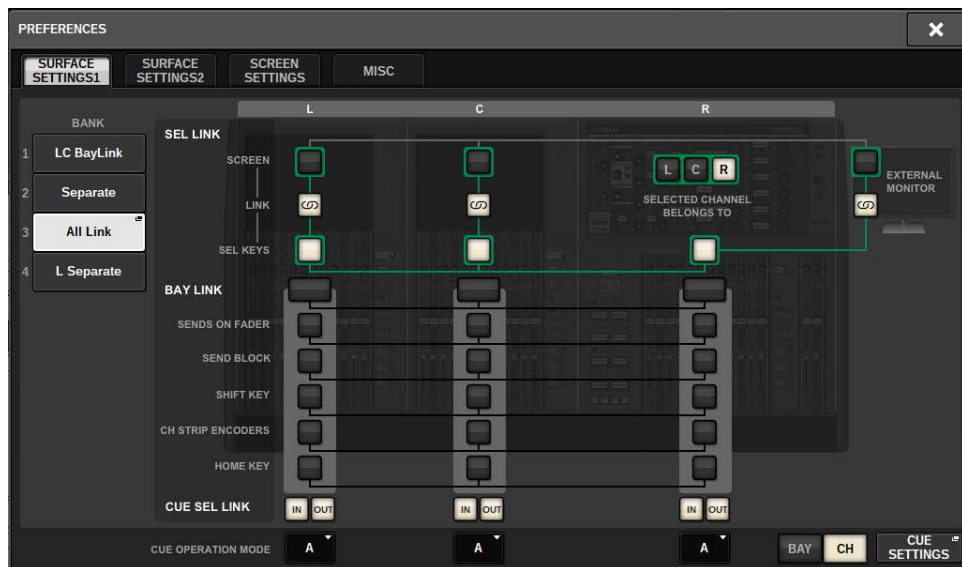 PREFERENCES
SURFACE SETTINGS1
SURFACE SETTINGS2
SCREEN SETTINGS
MISC
L C R
BANK
1 LC BayLink
2 Separate
3 All Link
4 L Separate
SEL LINK
SCREEN
LINK
SEL KEYS
L C R
SELECTED CHANNEL
BELONGS TO
EXTERNAL
MONITOR
BAY LINK
SENDS ON FADER
SEND BLOCK
SHIFT KEY
CH STRIP ENCODERS
HOME KEY
CUE SEL LINK IN OUT IN OUT IN OUT
CUE OPERATION MODE A A A BAY CH
CUE
SETTINGS